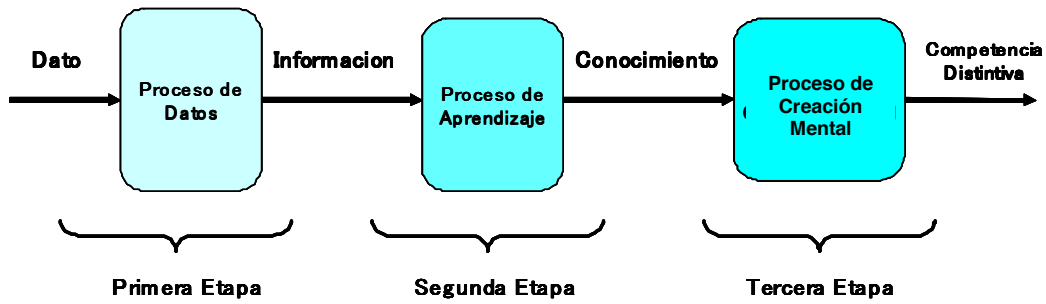 Dato
Proceso de
Datos
Informacion
Proceso de
Aprendizaje
Conocimiento
Proceso de
Creación
Mental
Competencia
Distintiva
Primera Etapa
Segunda Etapa
Tercera Etapa